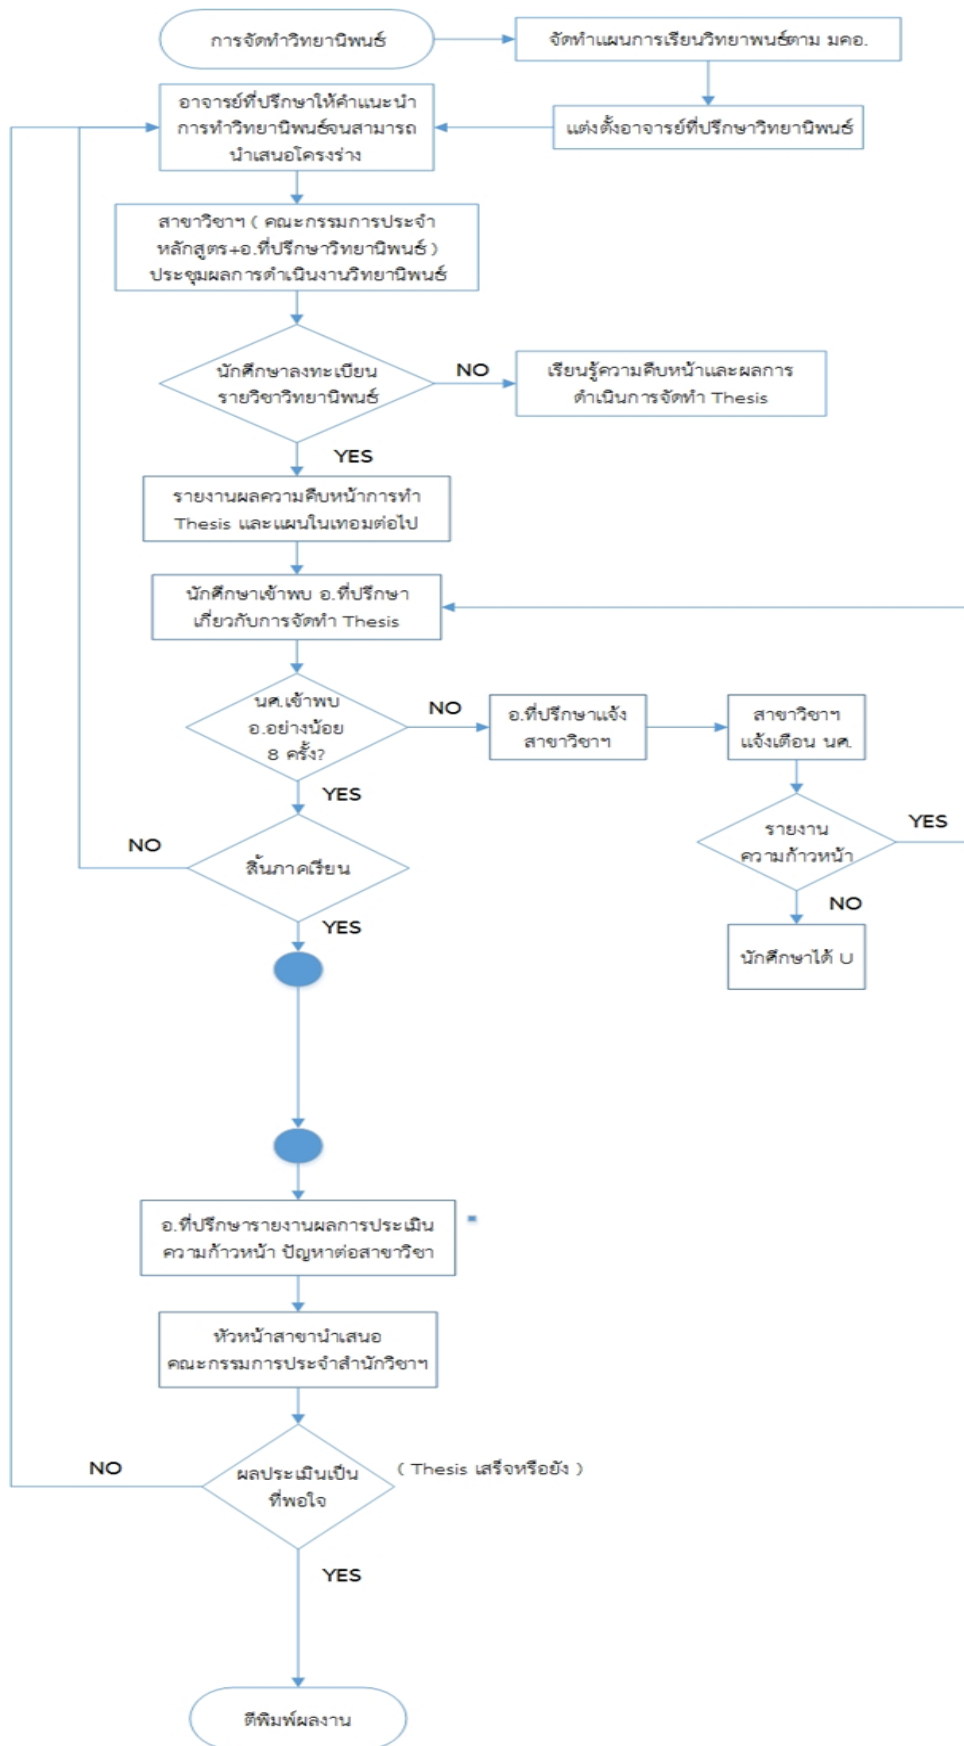 การจัดทำวิทยานิพนธ์
จัดทำแผนการเรียนวิทยาพนธ์ตาม มคอ.
แต่งตั้งอาจารย์ที่ปรึกษาวิทยานิพนธ์
อาจารย์ที่ปรึกษาให้คำแนะนำ
การทำวิทยานิพนธ์จนสามารถ
นำเสนอโครงร่าง
สาขาวิชาฯ ( คณะกรรมการประจำ
หลักสูตร+อ.ที่ปรึกษาวิทยานิพนธ์ )
ประชุมผลการดำเนินงานวิทยานิพนธ์
นักศึกษาลงทะเบียน
รายวิชาวิทยานิพนธ์
NO
เรียนรู้ความคืบหน้าและผลการ
ดำเนินการจัดทำ Thesis
YES
รายงานผลความคืบหน้าการทำ
Thesis และแผนในเทอมต่อไป
นักศึกษาเข้าพบ อ.ที่ปรึกษา
เกี่ยวกับการจัดทำ Thesis
นศ.เข้าพบ
อ.อย่างน้อย
8 ครั้ง?
NO
อ.ที่ปรึกษาแจ้ง
สาขาวิชาฯ
สาขาวิชาฯ
แจ้งเตือน นศ.
YES
รายงาน
ความก้าวหน้า
YES
NO
นักศึกษาได้ U
NO
สิ้นภาคเรียน
YES
อ.ที่ปรึกษารายงานผลการประเมิน
ความก้าวหน้า ปัญหาต่อสาขาวิชา
หัวหน้าสาขานำเสนอ
คณะกรรมการประจำสำนักวิชาฯ
NO
ผลประเมินเป็น
ที่พอใจ
( Thesis เสร็จหรือยัง )
YES
ตีพิมพ์ผลงาน